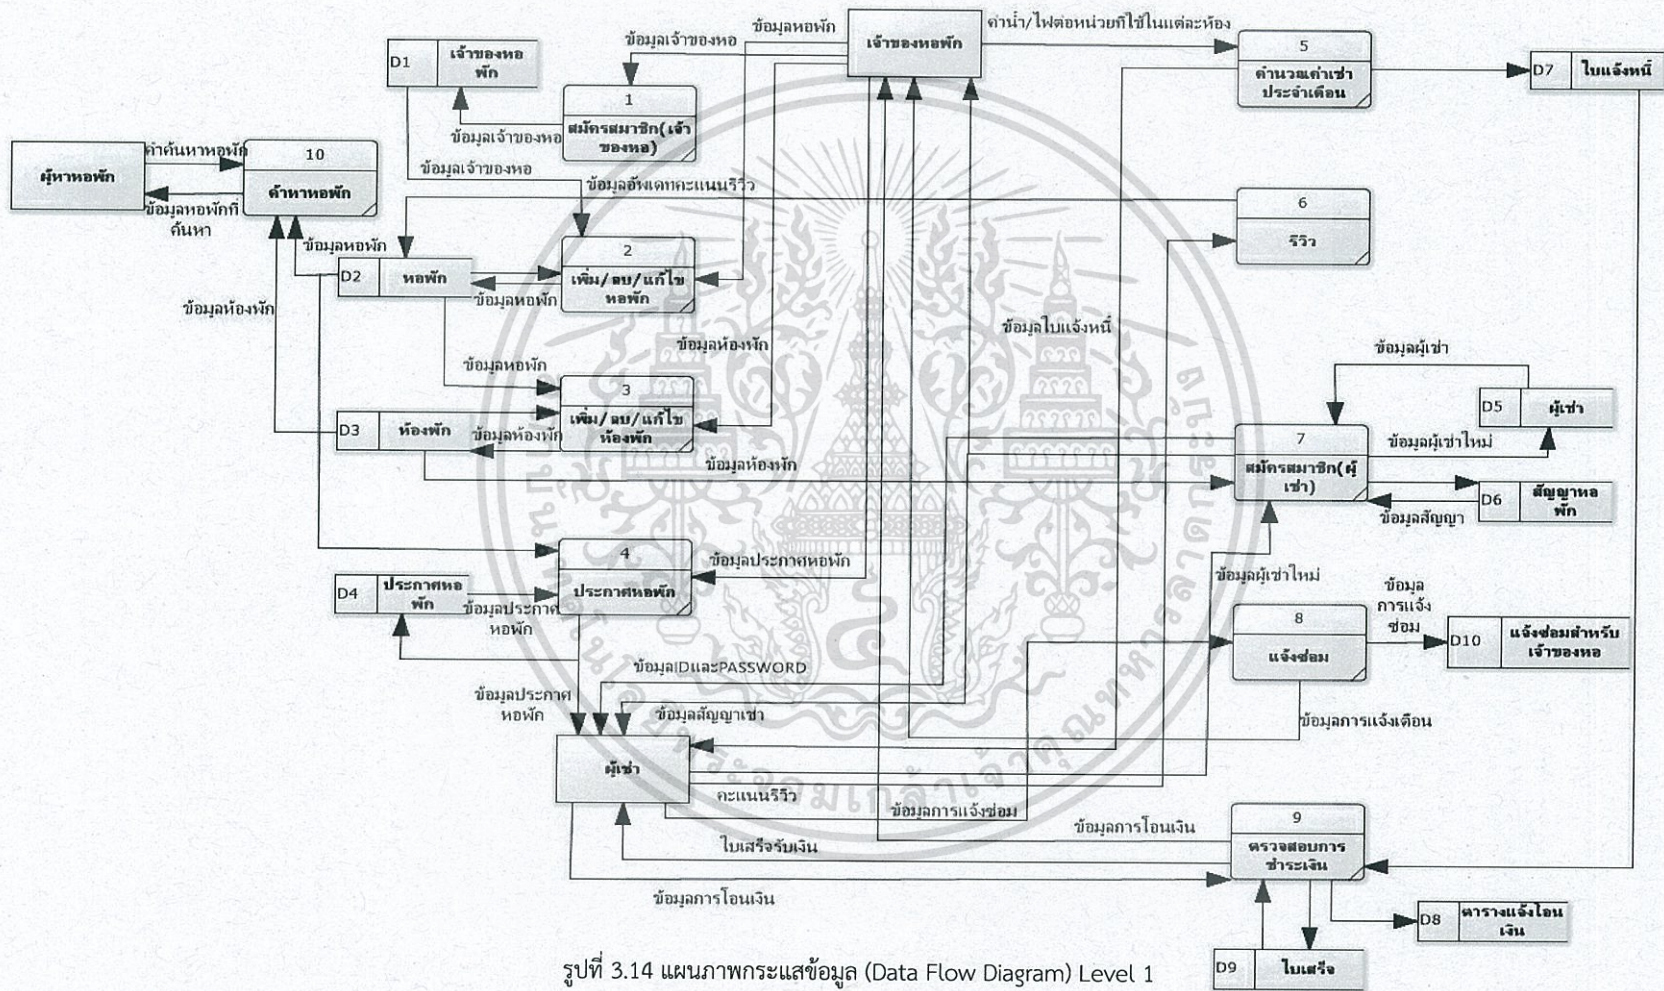 ข้อมูลหอพัก
เจ้าของหอพัก
ค่าน้ำ/ไฟต่อหน่วยที่ใช้ในแต่ละห้อง
ข้อมูลเจ้าของหอ
D1
เจ้าของหอ
พัก
5
คำนวณค่าเช่า
ประจำเดือน
D7
ใบแจ้งหนี้
1
สมัครสมาชิก(เจ้า
ของหอ)
ข้อมูลเจ้าของหอ
ผู้หาหอพัก
คำค้นหาหอพัก
10
ค้าหาหอพัก
ข้อมูลเจ้าของหอ
ข้อมูลหอพักที่
ค้นหา
ข้อมูลอัพเดทคะแนนรีวิว
6
รีวิว
ข้อมูลหอพัก
D2
หอพัก
2
เพิ่ม/ลบ/แก้ไข
หอพัก
ข้อมูลหอพัก
ข้อมูลห้องพัก
ข้อมูลใบแจ้งหนี้
ข้อมูลห้องพัก
ข้อมูลผู้เช่า
ข้อมูลหอพัก
3
เพิ่ม/ลบ/แก้ไข
ห้องพัก
D5
ผู้เช่า
D3
ห้องพัก
ข้อมูลห้องพัก
7
สมัครสมาชิก(ผู้
เช่า)
ข้อมูลผู้เช่าใหม่
ข้อมูลห้องพัก
D6
สัญญาหอ
พัก
ข้อมูลสัญญา
4
ประกาศหอพัก
ข้อมูลประกาศหอพัก
ข้อมูลผู้เช่าใหม่
D4
ประกาศหอ
พัก
ข้อมูลประกาศ
หอพัก
ข้อมูล
การแจ้ง
ซ่อม
8
แจ้งซ่อม
D10
แจ้งซ่อมสำหรับ
เจ้าของหอ
ข้อมูลIDและPASSWORD
ข้อมูลประกาศ
หอพัก
ข้อมูลสัญญาเช่า
ข้อมูลการแจ้งเตือน
ผู้เช่า
คะแนนรีวิว
ข้อมูลการแจ้งซ่อม
ข้อมูลการโอนเงิน
9
ตรวจสอบการ
ชำระเงิน
ใบเสร็จรับเงิน
ข้อมูลการโอนเงิน
D8
ตารางแจ้งโอน
เงิน
D9
ใบเสร็จ
รูปที่ 3.14 แผนภาพกระแสข้อมูล (Data Flow Diagram) Level 1